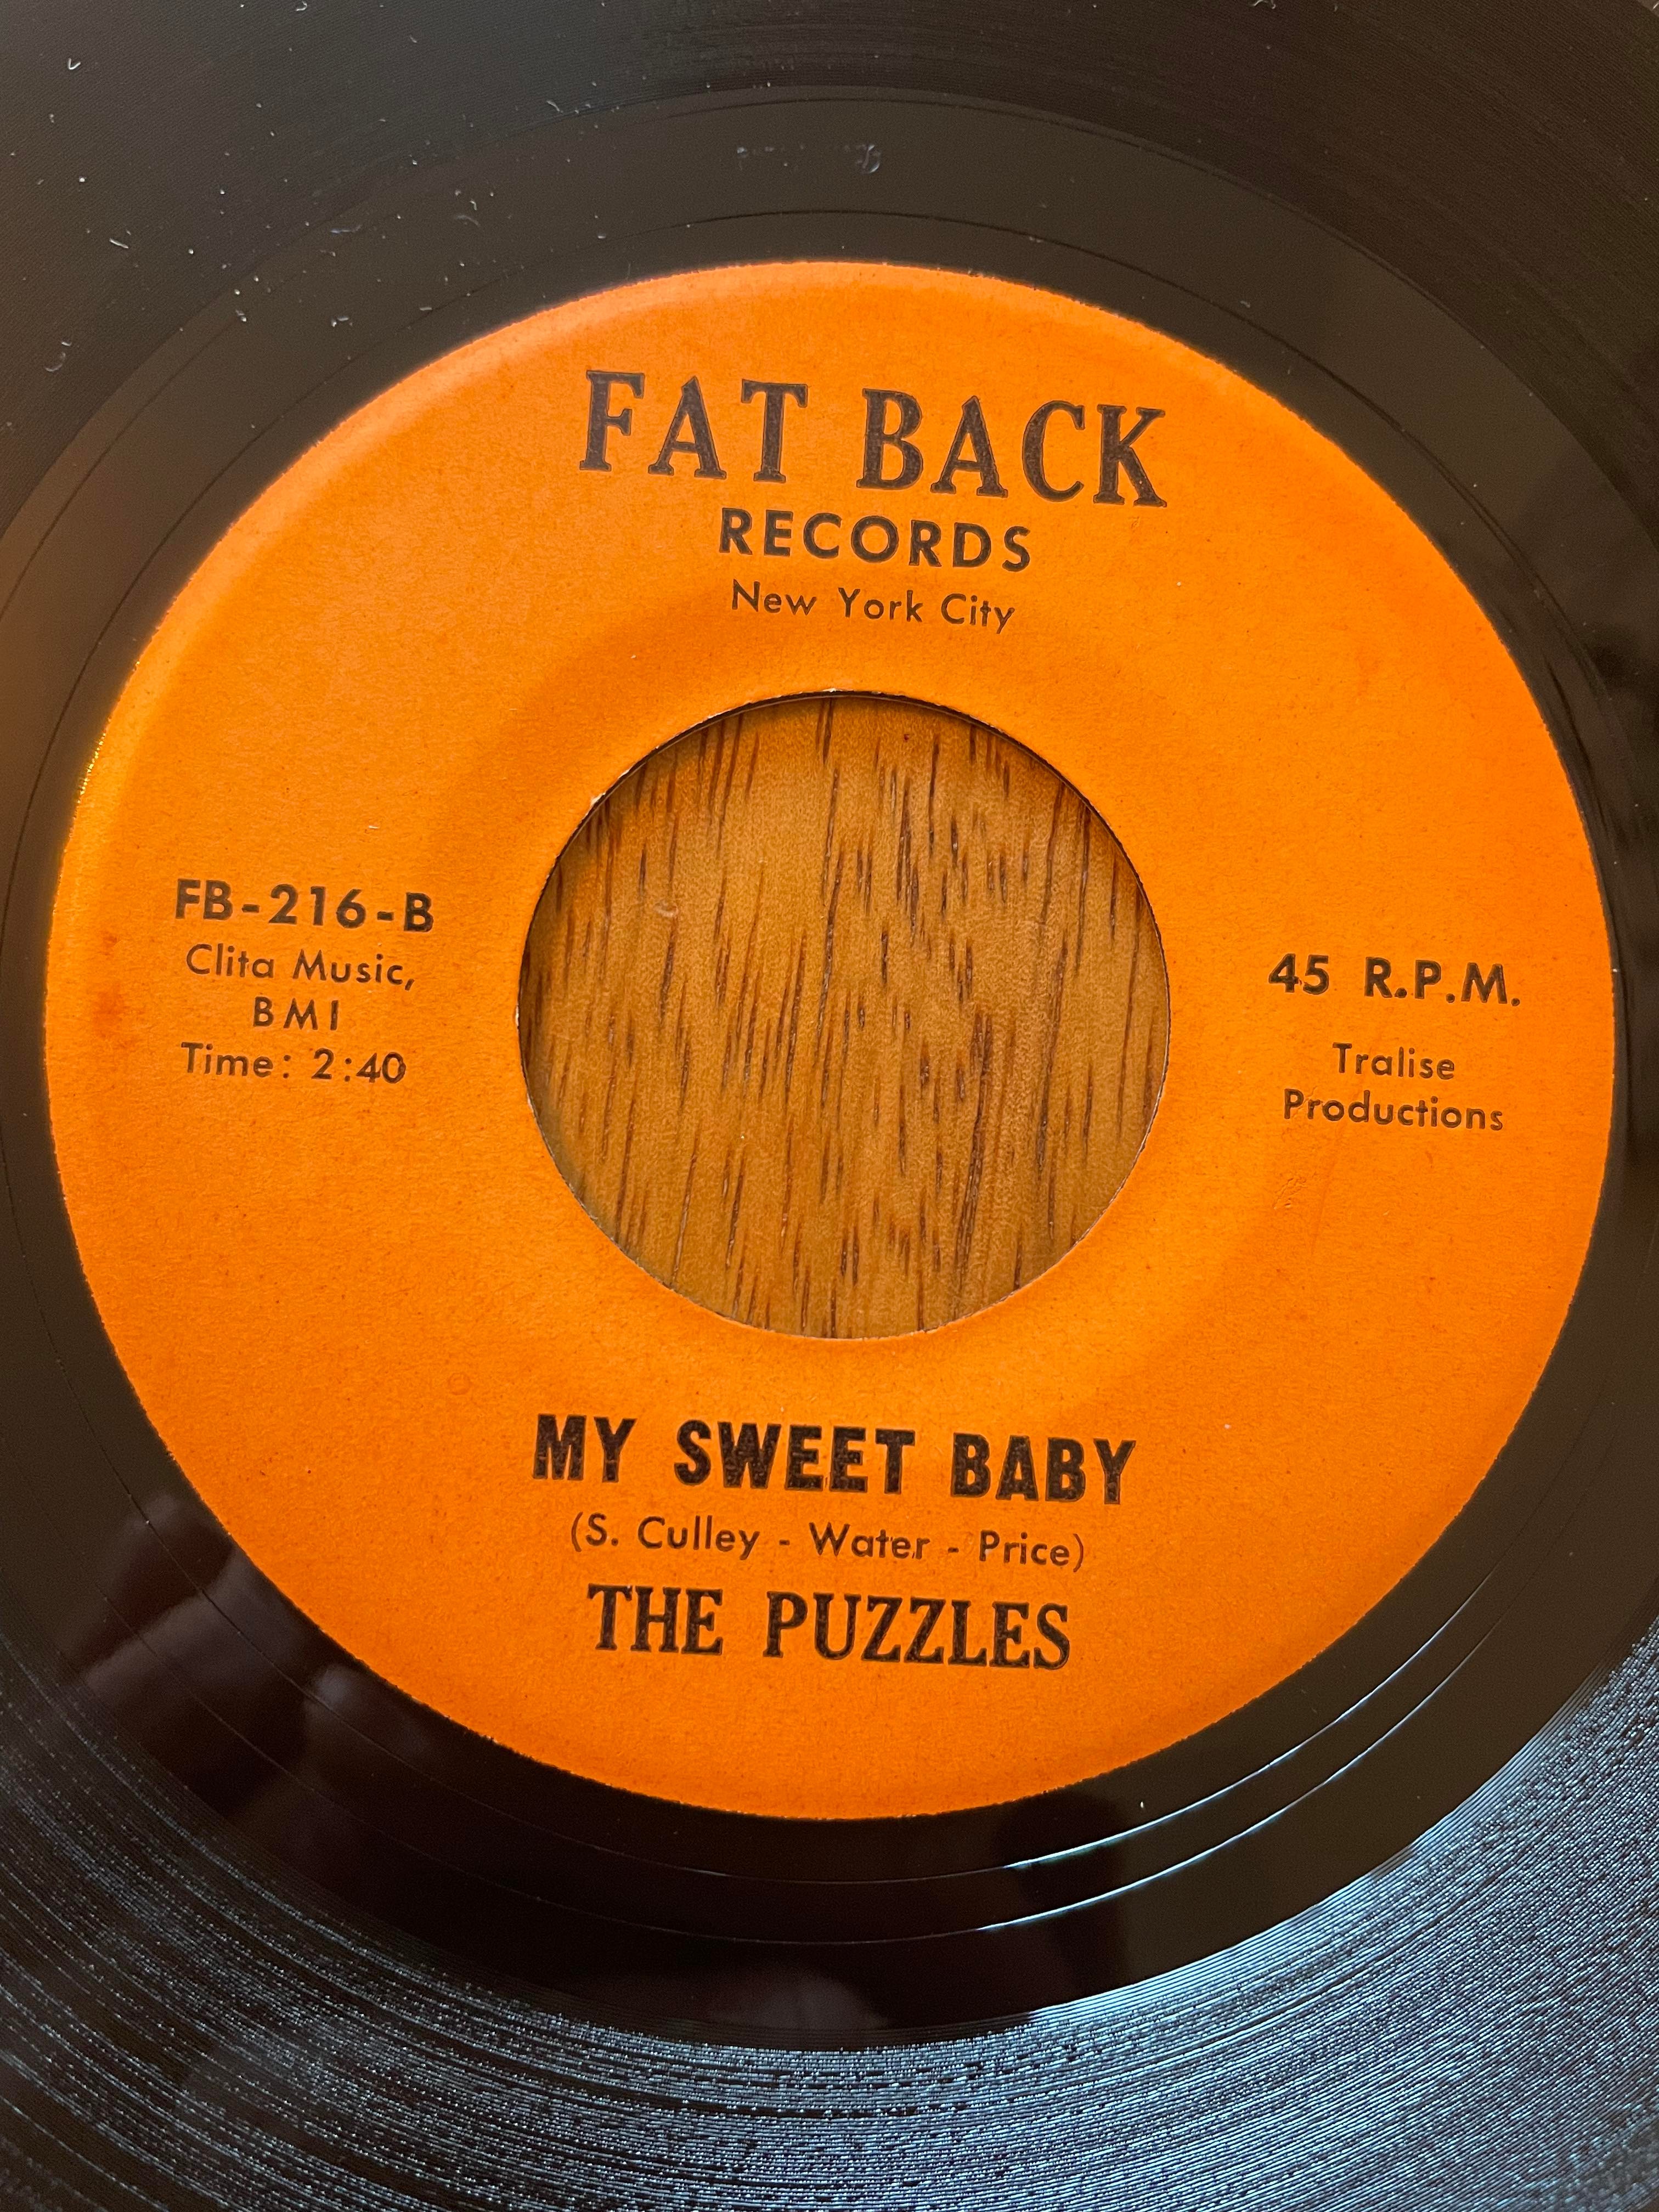 FAT BACK
RECORDS
New York City
FB-216-B
Clita Music,
BMI
Time: 2:40
45 R.P.M.
Tralise
Productions
MY SWEET BABY
(S. Culley - Water - Price)
THE PUZZLES